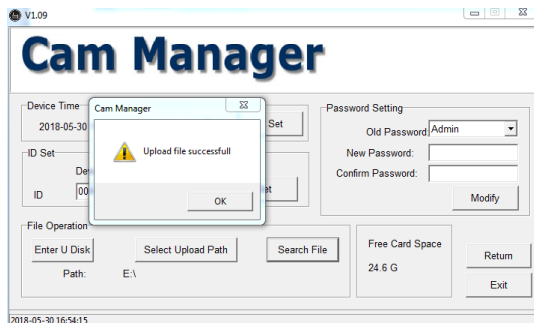 V1.09
Cam Manager
Device Time
2018-05-30
Set
Cam Manager
Upload file successfull
OK
ID Set
ID
00
Password Setting
Old Password:
Admin
New Password:
Confirm Password:
Modify
File Operation
Enter U Disk
Select Upload Path
Search File
Path:
E:\
Free Card Space
24.6 G
Return
Exit
2018-05-30 16:54:15